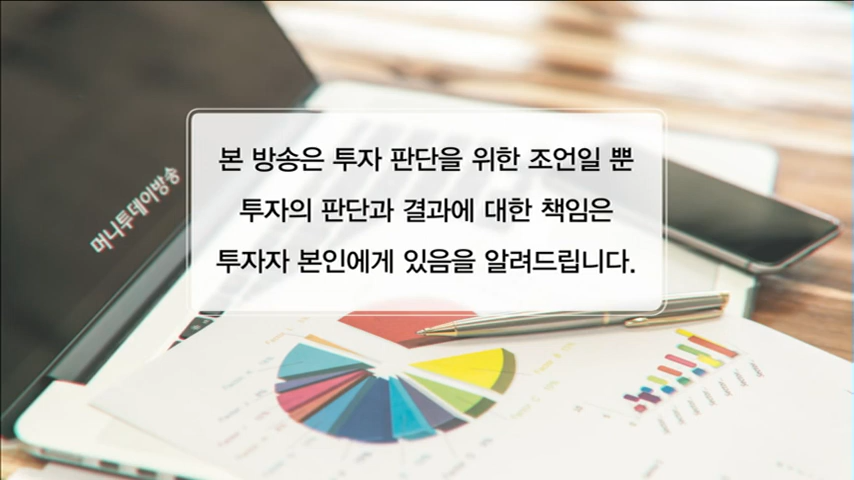 본 방송은 투자 판단을 위한 조언일 뿐
투자의 판단과 결과에 대한 책임은
투자자 본인에게 있음을 알려드립니다.
머니투데이방송